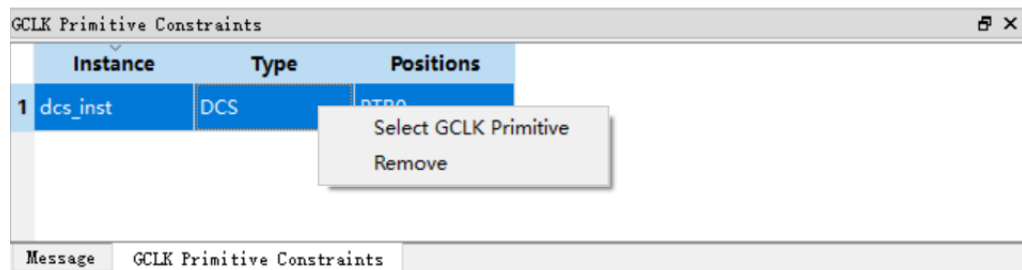 GCLK Primitive Constraints
Instance Type Positions
1 dcs_inst DCS
Select GCLK Primitive
Remove
Message GCLK Primitive Constraints